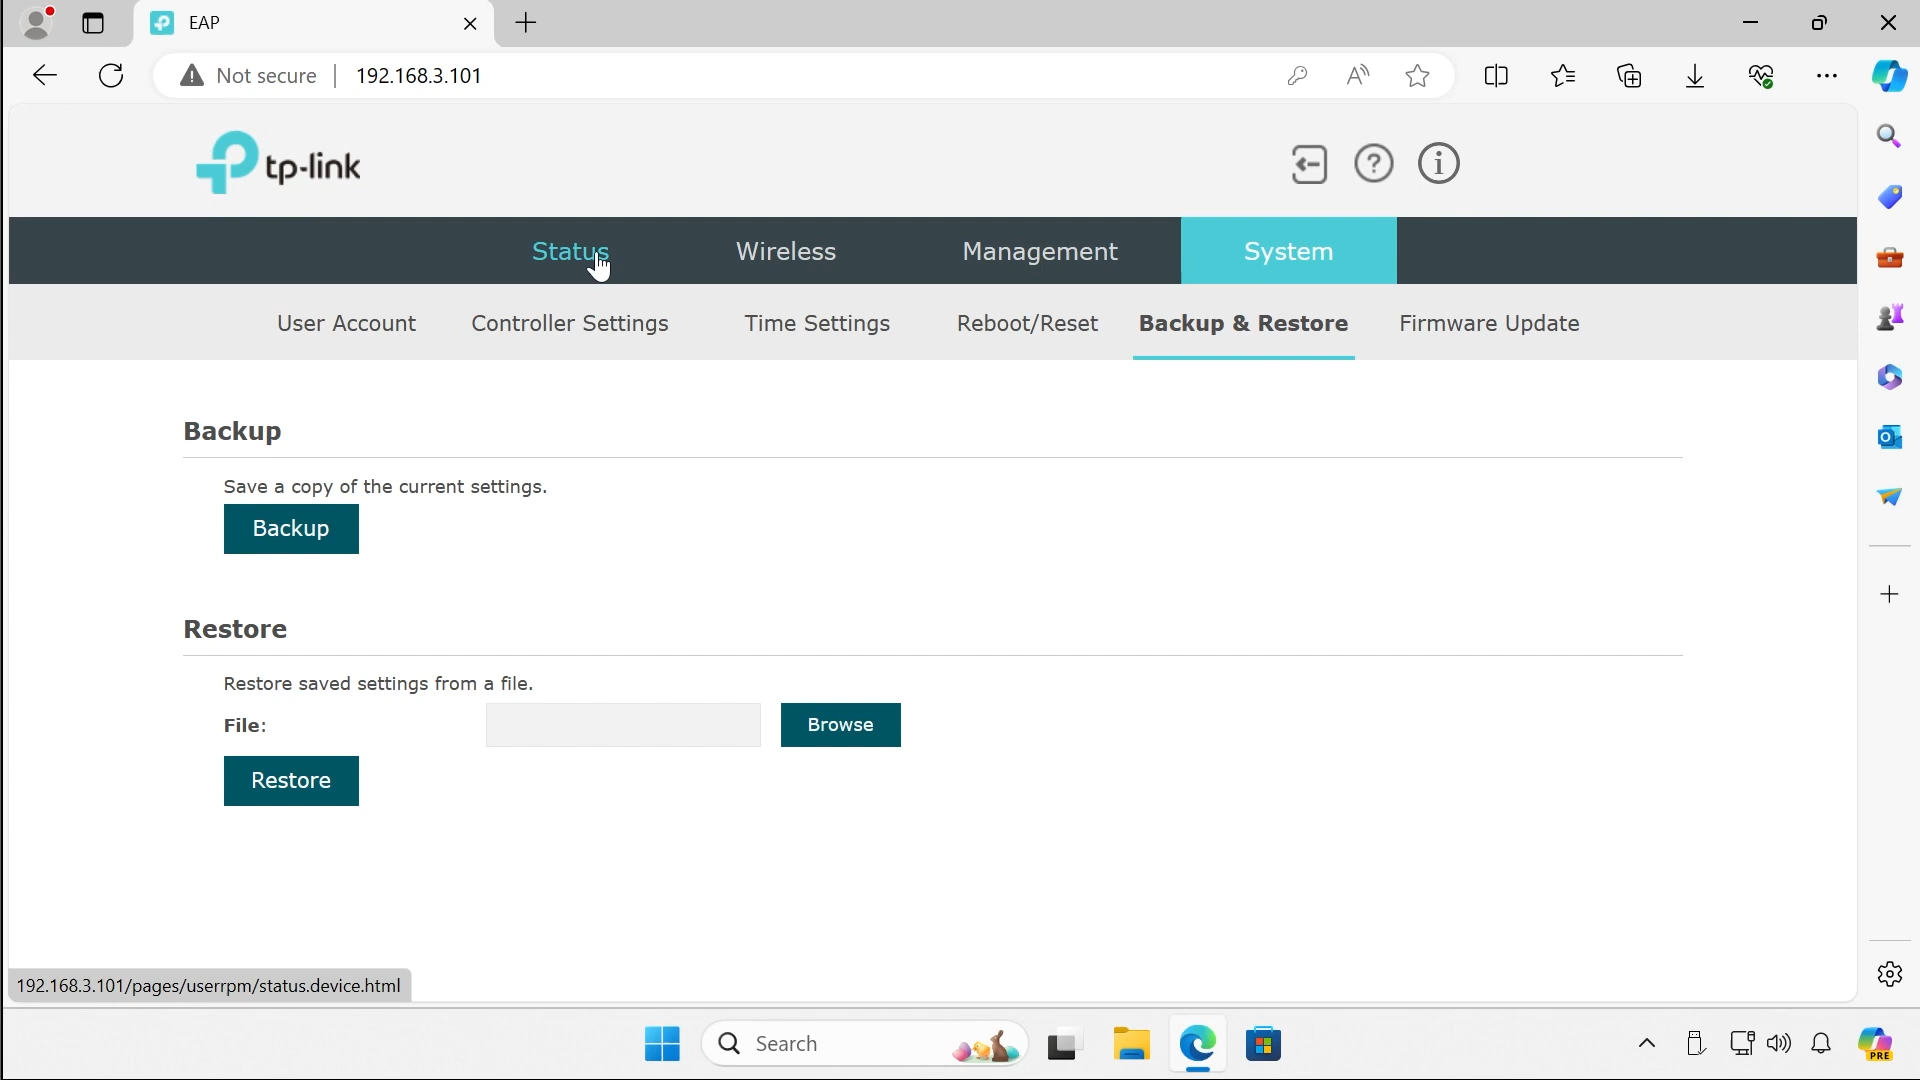 EAP
Not secure
192.168.3.101
tp-link
Status
Wireless
Management
System
User Account
Controller Settings
Time Settings
Reboot/Reset
Backup & Restore
Firmware Update
Backup
Save a copy of the current settings.
Backup
Restore
Restore saved settings from a file.
File:
Browse
Restore
192.168.3.101/pages/userrpm/status.device.html
Search
PRE